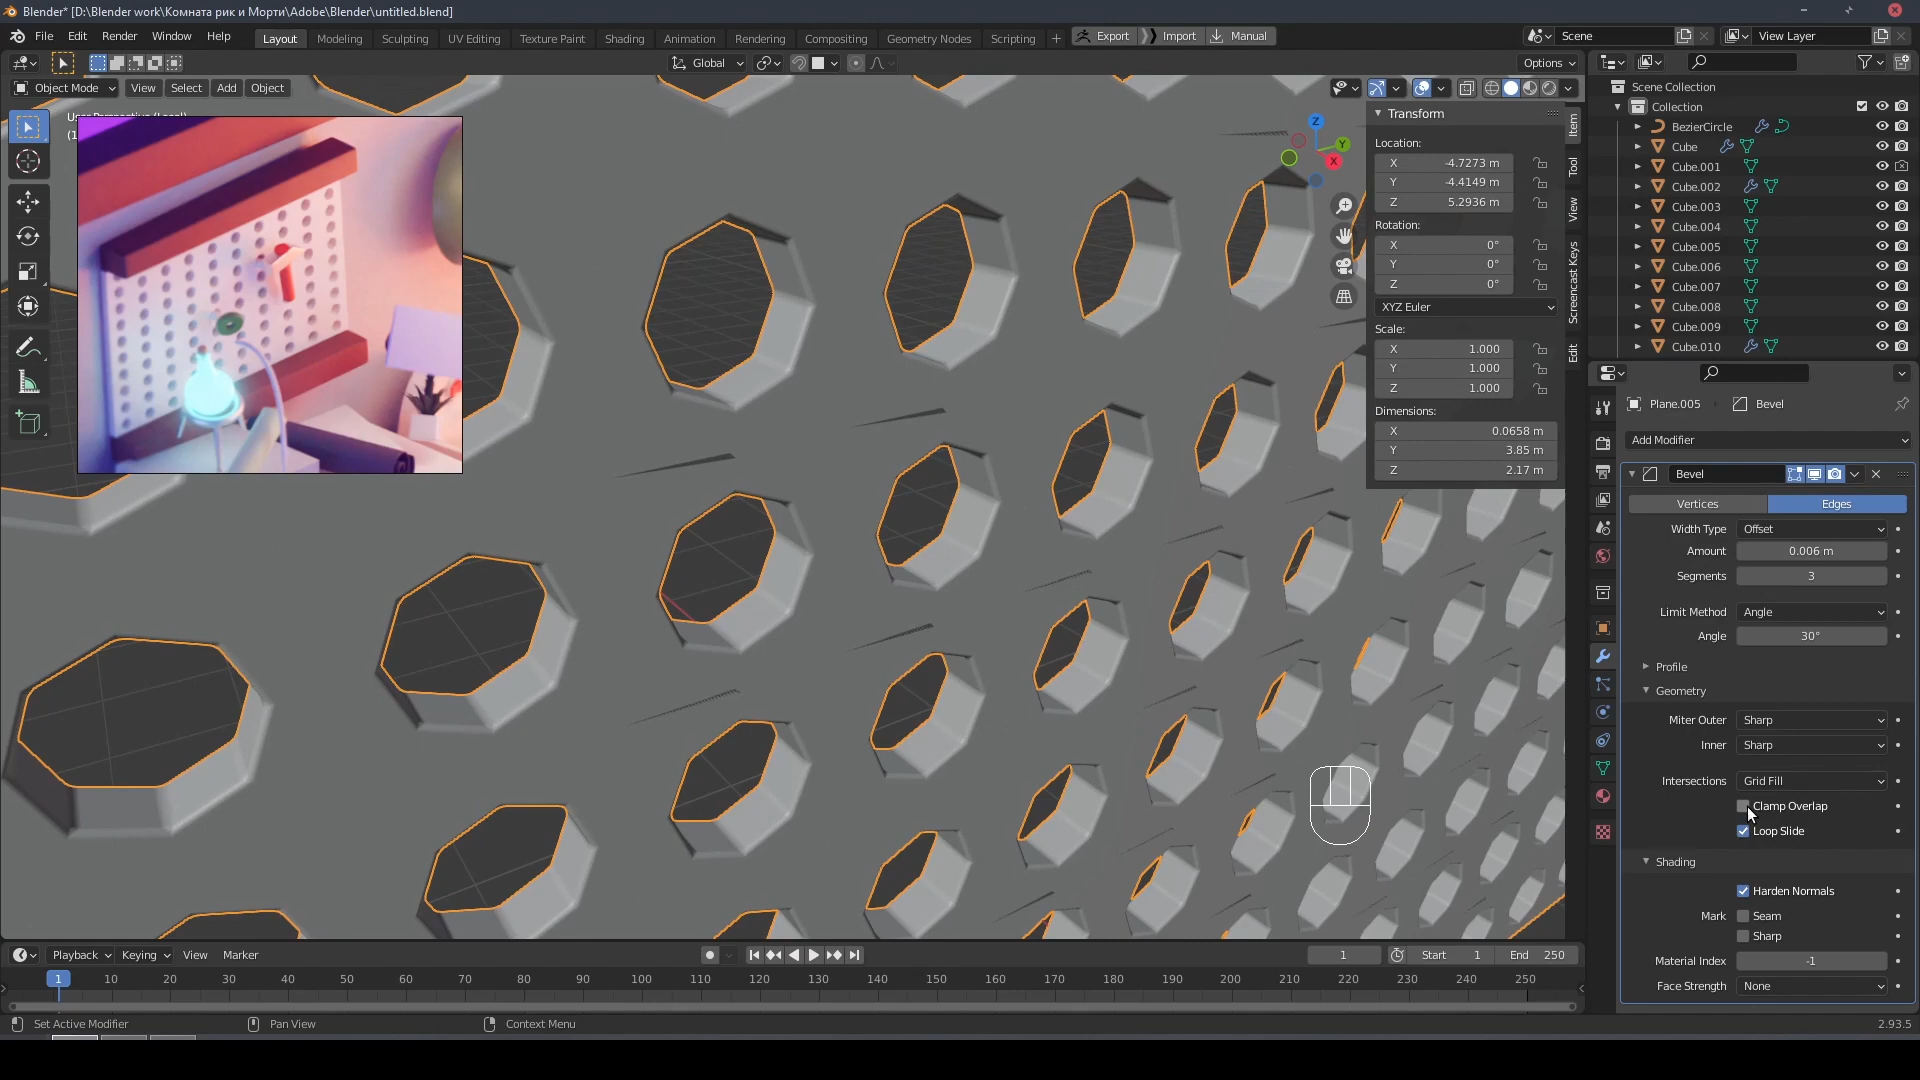 Blender* [D:\Blender work\Комната рик и Морти\Adobe\Blender\untitled.blend]
File Edit Render Window Help
Layout Modeling Sculpting UV Editing Texture Paint Shading Animation Rendering Compositing Geometry Nodes Scripting +
Export Import Manual
Scene
View Layer
Global
Options
Object Mode View Select Add Object
Scene Collection
Collection
BezierCircle
Cube
Cube.001
Cube.002
Cube.003
Cube.004
Cube.005
Cube.006
Cube.007
Cube.008
Cube.009
Cube.010
Z
Y
X
Transform
Location:
X -4.7273 m
Y -4.4149 m
Z 5.2936 m
Rotation:
X 0°
Y 0°
Z 0°
XYZ Euler
Scale:
X 1.000
Y 1.000
Z 1.000
Dimensions:
X 0.0658 m
Y 3.85 m
Z 2.17 m
Item
Tool
View
Screencast Keys
Edit
Plane.005 Bevel
Add Modifier
Bevel
Vertices Edges
Width Type Offset
Amount 0.006 m
Segments 3
Limit Method Angle
Angle 30°
Profile
Geometry
Miter Outer Sharp
Inner Sharp
Intersections Grid Fill
Clamp Overlap
Loop Slide
Shading
Harden Normals
Mark Seam
Sharp
Material Index -1
Face Strength None
Playback Keying View Marker
1 Start 1 End 250
1 10 20 30 40 50 60 70 80 90 100 110 120 130 140 150 160 170 180 190 200 210 220 230 240 250
Set Active Modifier Pan View Context Menu
2.93.5